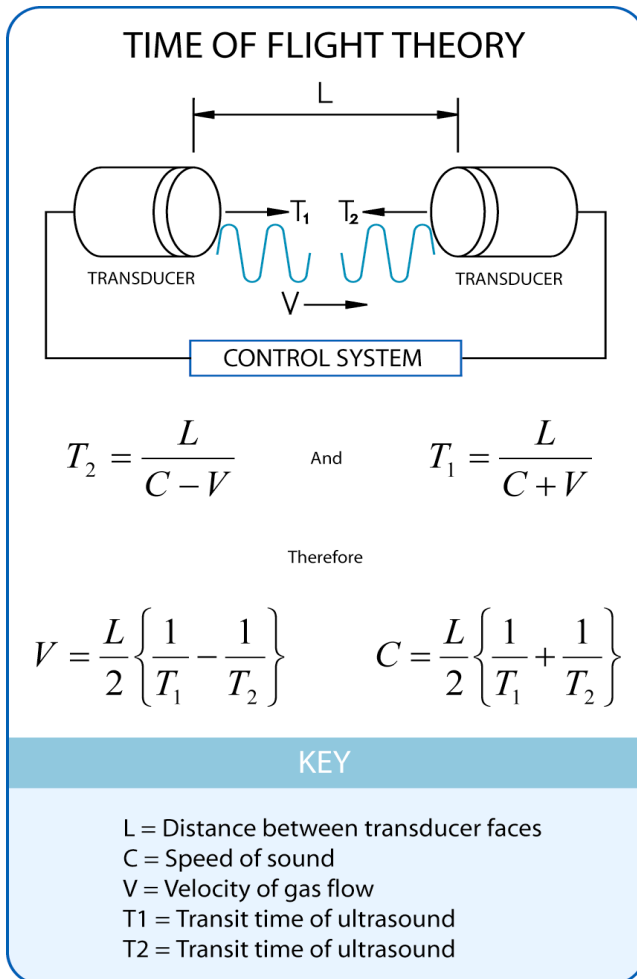 TIME OF FLIGHT THEORY
L
T₁ T₂
TRANSDUCER TRANSDUCER
V
CONTROL SYSTEM
T₂ = L / (C − V) And T₁ = L / (C + V)
Therefore
V = L/2 {1/T₁ − 1/T₂} C = L/2 {1/T₁ + 1/T₂}
KEY
L = Distance between transducer faces
C = Speed of sound
V = Velocity of gas flow
T1 = Transit time of ultrasound
T2 = Transit time of ultrasound